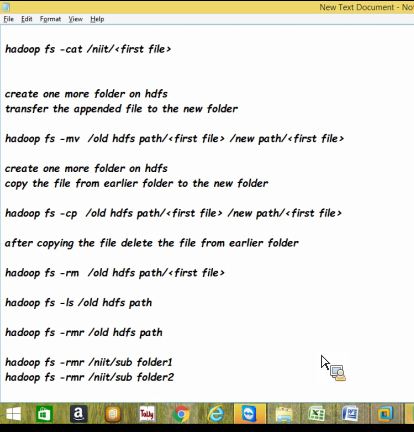 New Text Document - No
File Edit Format View Help
hadoop fs -cat /niit/<first file>
create one more folder on hdfs
transfer the appended file to the new folder
hadoop fs -mv /old hdfs path/<first file> /new path/<first file>
create one more folder on hdfs
copy the file from earlier folder to the new folder
hadoop fs -cp /old hdfs path/<first file> /new path/<first file>
after copying the file delete the file from earlier folder
hadoop fs -rm /old hdfs path/<first file>
hadoop fs -ls /old hdfs path
hadoop fs -rmr /old hdfs path
hadoop fs -rmr /niit/sub folder1
hadoop fs -rmr /niit/sub folder2
Tally